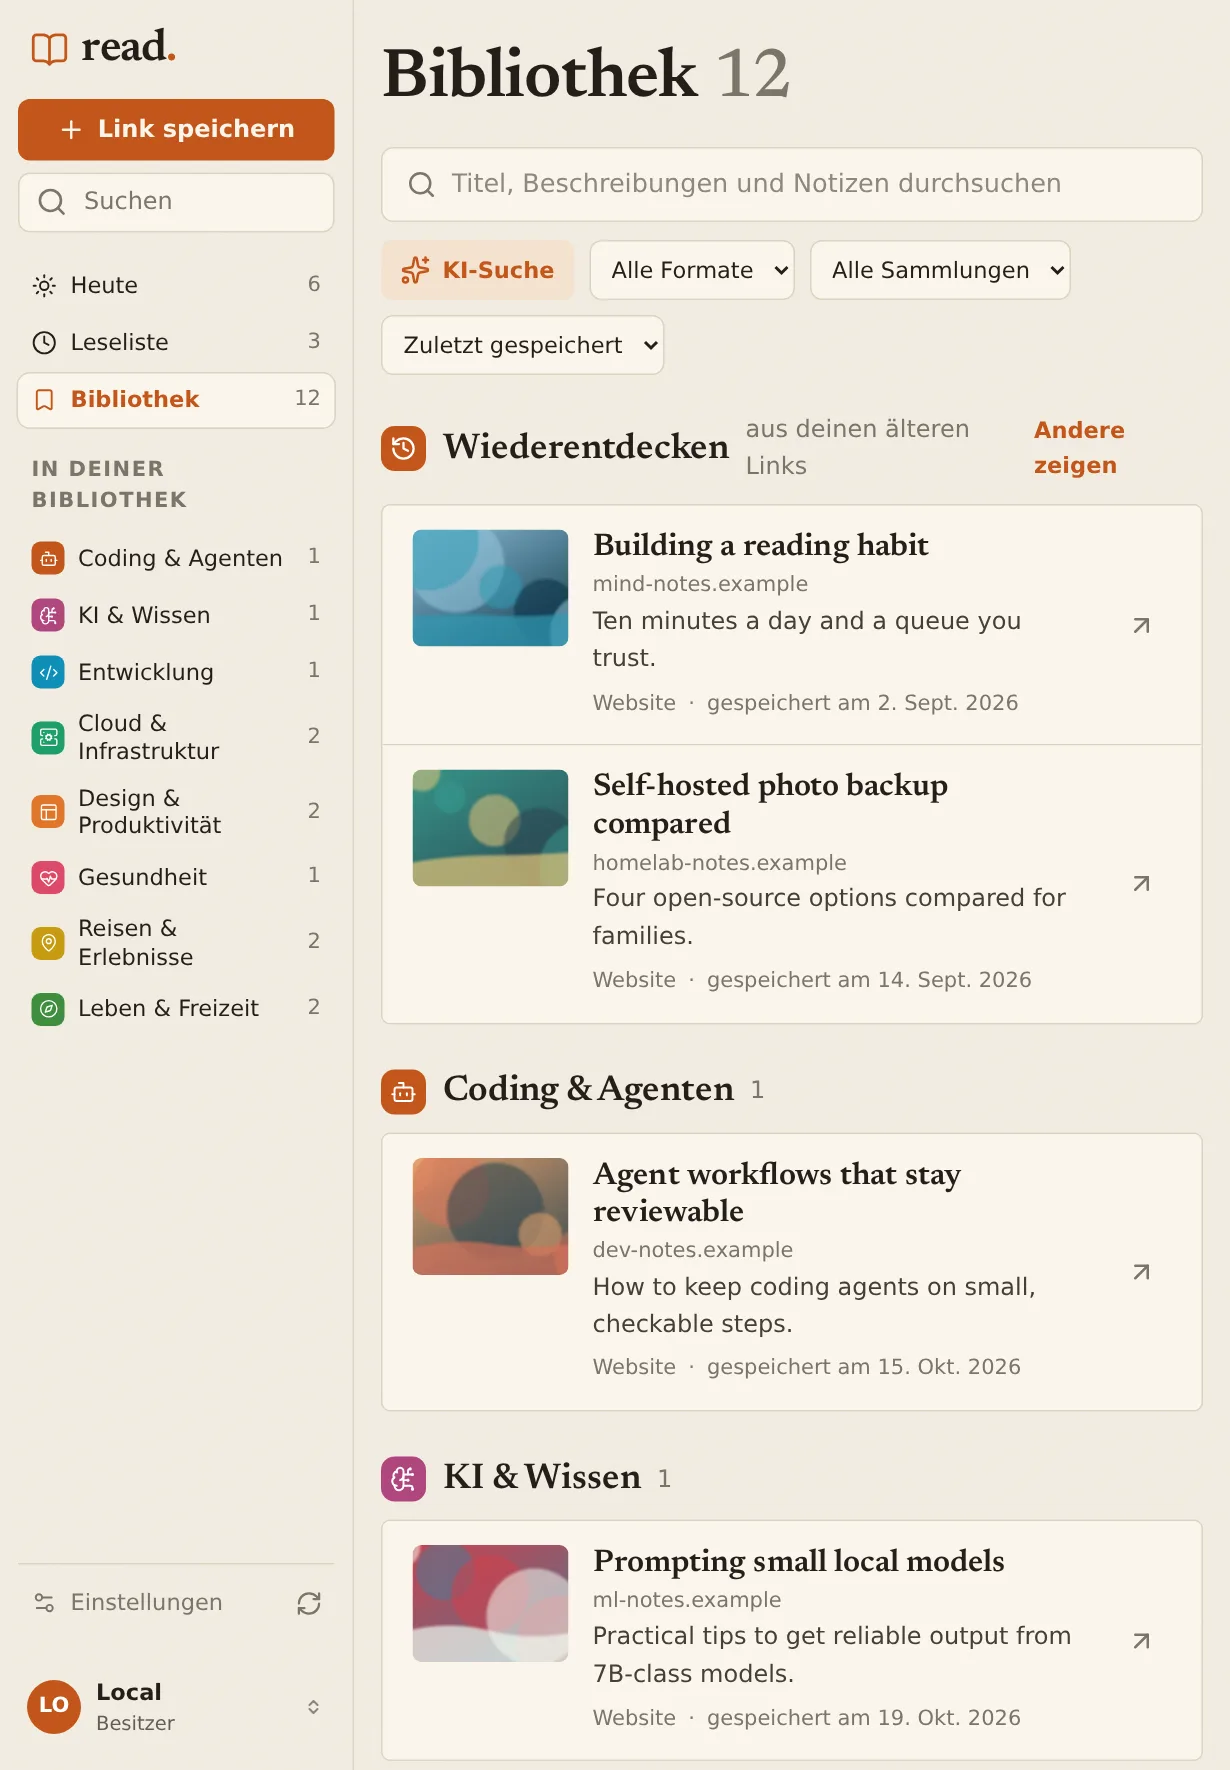 read.
Link speichern
Suchen
Heute 6
Leseliste 3
Bibliothek 12
IN DEINER
BIBLIOTHEK
Coding & Agenten 1
KI & Wissen 1
Entwicklung 1
Cloud &
Infrastruktur 2
Design &
Produktivität 2
Gesundheit 1
Reisen &
Erlebnisse 2
Leben & Freizeit 2
Einstellungen
LO
Local
Besitzer
Bibliothek 12
Titel, Beschreibungen und Notizen durchsuchen
KI-Suche
Alle Formate
Alle Sammlungen
Zuletzt gespeichert
Wiederentdecken
aus deinen älteren
Links
Andere
zeigen
Building a reading habit
mind-notes.example
Ten minutes a day and a queue you
trust.
Website · gespeichert am 2. Sept. 2026
Self-hosted photo backup
compared
homelab-notes.example
Four open-source options compared for
families.
Website · gespeichert am 14. Sept. 2026
Coding & Agenten 1
Agent workflows that stay
reviewable
dev-notes.example
How to keep coding agents on small,
checkable steps.
Website · gespeichert am 15. Okt. 2026
KI & Wissen 1
Prompting small local models
ml-notes.example
Practical tips to get reliable output from
7B-class models.
Website · gespeichert am 19. Okt. 2026